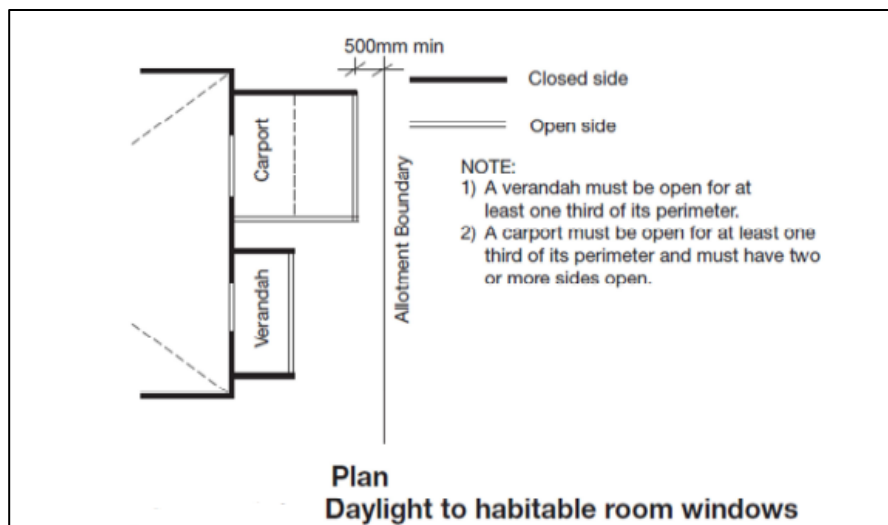 500mm min
Closed side
Open side
Carport
Verandah
Allotment Boundary
NOTE:
1) A verandah must be open for at
least one third of its perimeter.
2) A carport must be open for at least one
third of its perimeter and must have two
or more sides open.
Plan
Daylight to habitable room windows